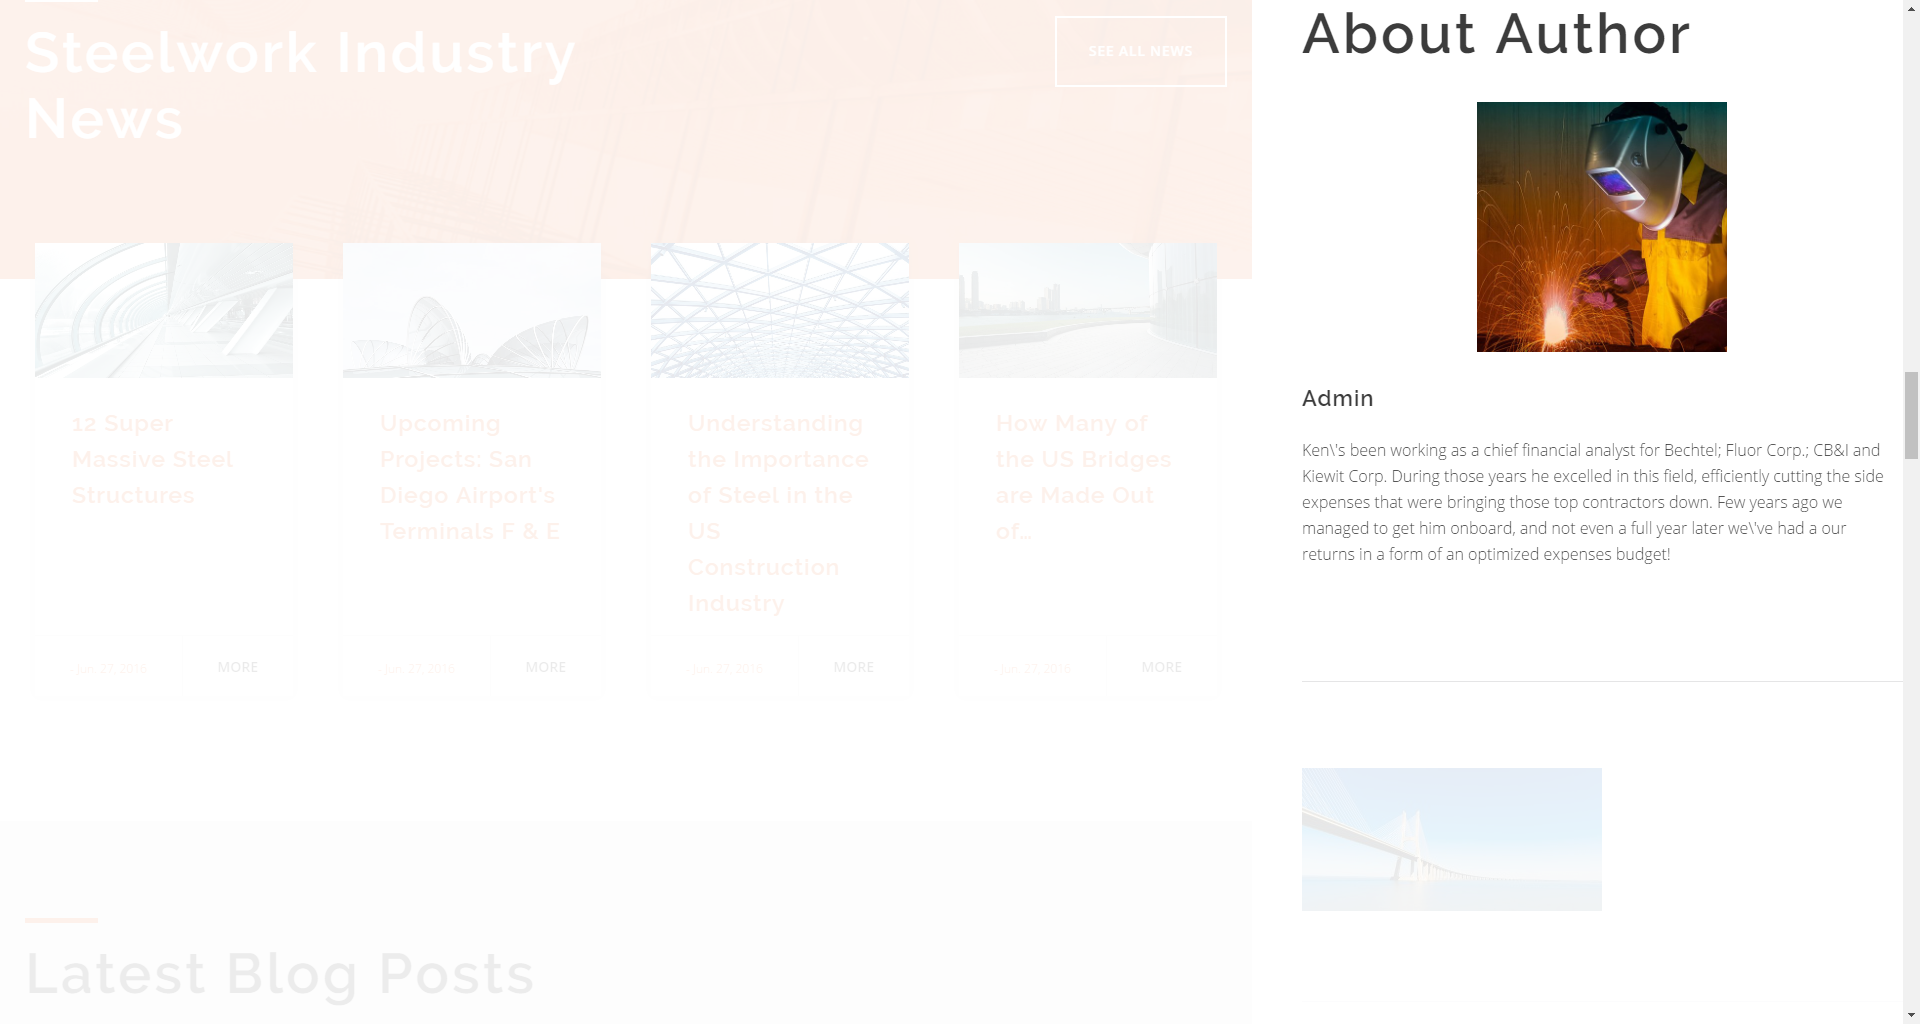 Steelwork Industry
News
SEE ALL NEWS
12 Super
Massive Steel
Structures
Jun. 27, 2016
MORE
Upcoming
Projects: San
Diego Airport's
Terminals F & E
- Jun. 27, 2016
MORE
Understanding
the Importance
of Steel in the
US
Construction
Industry
Jun. 27, 2016
MORE
How Many of
the US Bridges
are Made Out
of...
- Jun. 27, 2016
MORE
Latest Blog Posts
About Author
Admin
Ken\'s been working as a chief financial analyst for Bechtel; Fluor Corp.; CB&I and
Kiewit Corp. During those years he excelled in this field, efficiently cutting the side
expenses that were bringing those top contractors down. Few years ago we
managed to get him onboard, and not even a full year later we\'ve had a our
returns in a form of an optimized expenses budget!